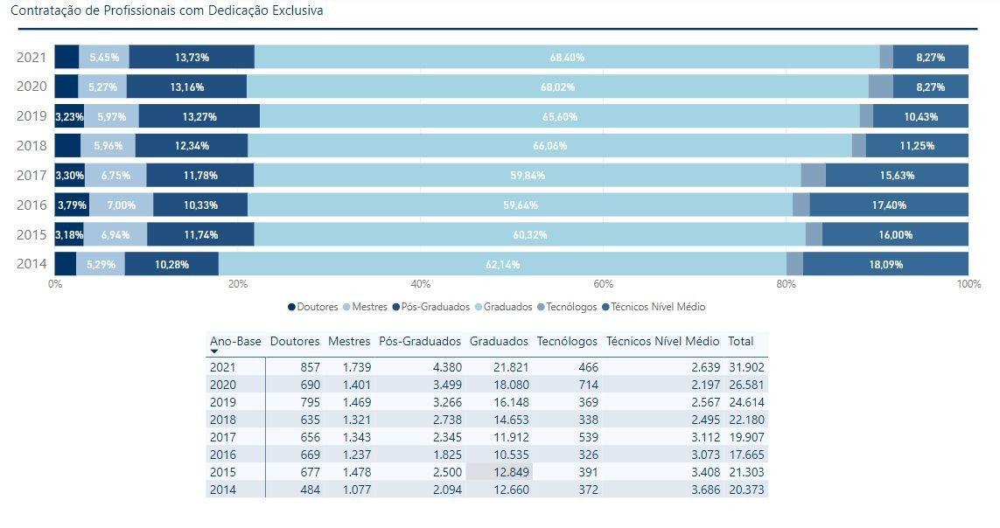 Contratação de Profissionais com Dedicação Exclusiva
2021 5,45% 13,73% 68,40% 8,27%
2020 5,27% 13,16% 68,02% 8,27%
2019 3,23% 5,97% 13,27% 65,60% 10,43%
2018 5,96% 12,34% 66,06% 11,25%
2017 3,30% 6,75% 11,78% 59,84% 15,63%
2016 3,79% 7,00% 10,33% 59,64% 17,40%
2015 3,18% 6,94% 11,74% 60,32% 16,00%
2014 5,29% 10,28% 62,14% 18,09%
0% 20% 40% 60% 80% 100%
Doutores Mestres Pós-Graduados Graduados Tecnólogos Técnicos Nível Médio
Ano-Base Doutores Mestres Pós-Graduados Graduados Tecnólogos Técnicos Nível Médio Total
2021 857 1.739 4.380 21.821 466 2.639 31.902
2020 690 1.401 3.499 18.080 714 2.197 26.581
2019 795 1.469 3.266 16.148 369 2.567 24.614
2018 635 1.321 2.738 14.653 338 2.495 22.180
2017 656 1.343 2.345 11.912 539 3.112 19.907
2016 669 1.237 1.825 10.535 326 3.073 17.665
2015 677 1.478 2.500 12.849 391 3.408 21.303
2014 484 1.077 2.094 12.660 372 3.686 20.373